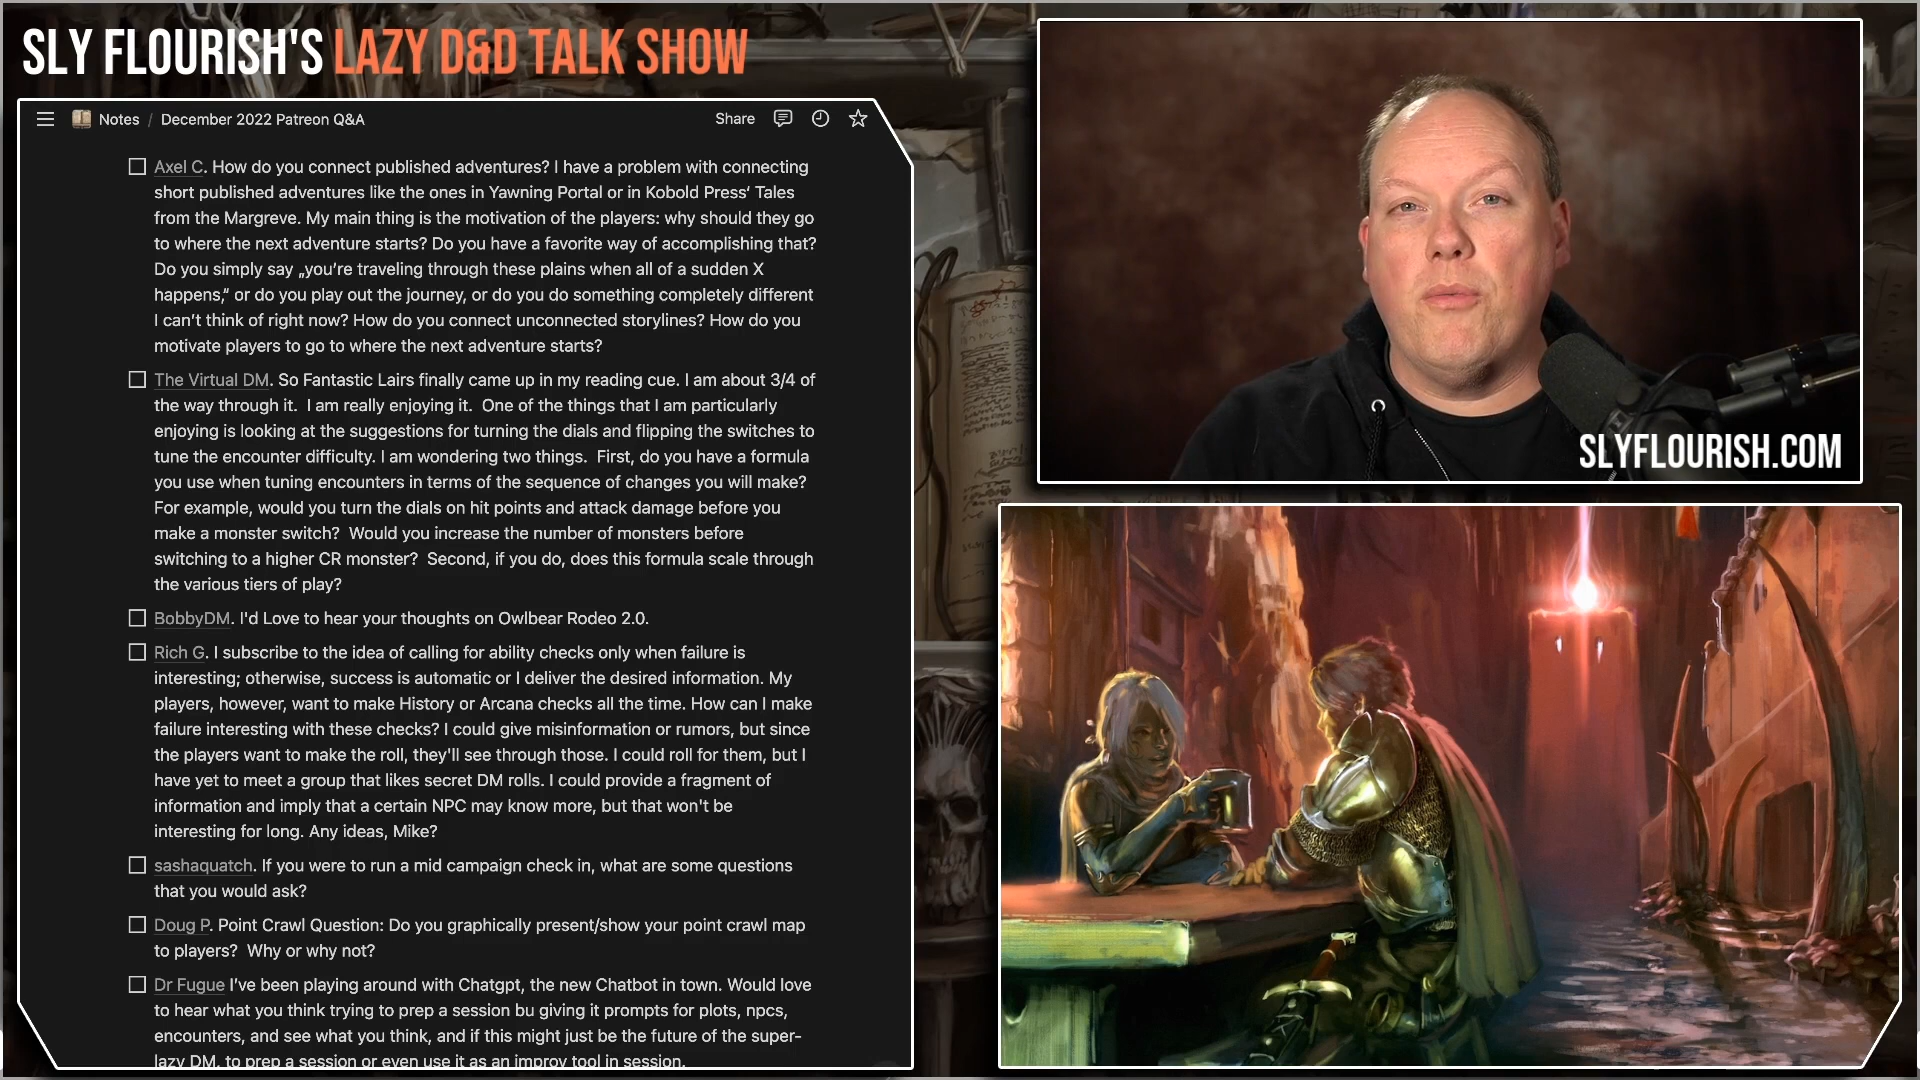 SLY FLOURISH'S LAZY D&D TALK SHOW
Notes / December 2022 Patreon Q&A
Share
Axel C. How do you connect published adventures? I have a problem with connecting
short published adventures like the ones in Yawning Portal or in Kobold Press‘ Tales
from the Margreve. My main thing is the motivation of the players: why should they go
to where the next adventure starts? Do you have a favorite way of accomplishing that?
Do you simply say „you’re traveling through these plains when all of a sudden X
happens,“ or do you play out the journey, or do you do something completely different
I can’t think of right now? How do you connect unconnected storylines? How do you
motivate players to go to where the next adventure starts?
The Virtual DM. So Fantastic Lairs finally came up in my reading cue. I am about 3/4 of
the way through it.  I am really enjoying it.  One of the things that I am particularly
enjoying is looking at the suggestions for turning the dials and flipping the switches to
tune the encounter difficulty. I am wondering two things.  First, do you have a formula
you use when tuning encounters in terms of the sequence of changes you will make?
For example, would you turn the dials on hit points and attack damage before you
make a monster switch?  Would you increase the number of monsters before
switching to a higher CR monster?  Second, if you do, does this formula scale through
the various tiers of play?
BobbyDM. I'd Love to hear your thoughts on Owlbear Rodeo 2.0.
Rich G. I subscribe to the idea of calling for ability checks only when failure is
interesting; otherwise, success is automatic or I deliver the desired information. My
players, however, want to make History or Arcana checks all the time. How can I make
failure interesting with these checks? I could give misinformation or rumors, but since
the players want to make the roll, they'll see through those. I could roll for them, but I
have yet to meet a group that likes secret DM rolls. I could provide a fragment of
information and imply that a certain NPC may know more, but that won't be
interesting for long. Any ideas, Mike?
sashaquatch. If you were to run a mid campaign check in, what are some questions
that you would ask?
Doug P. Point Crawl Question: Do you graphically present/show your point crawl map
to players?  Why or why not?
Dr Fugue I’ve been playing around with Chatgpt, the new Chatbot in town. Would love
to hear what you think trying to prep a session bu giving it prompts for plots, npcs,
encounters, and see what you think, and if this might just be the future of the super-
lazy DM, to prep a session or even use it as an improv tool in session.
SLYFLOURISH.COM